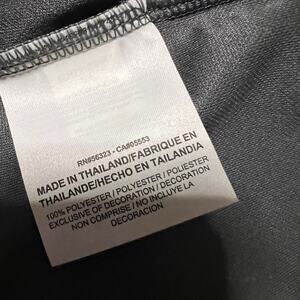 RN#56323 - CA#05553
MADE IN THAILAND/FABRIQUE EN
THAILANDE/HECHO EN TAILANDIA
100% POLYESTER / POLYESTER / POLIESTER
EXCLUSIVE OF DECORATION / DECORATION
NON COMPRISE / NO INCLUYE LA
DECORACION